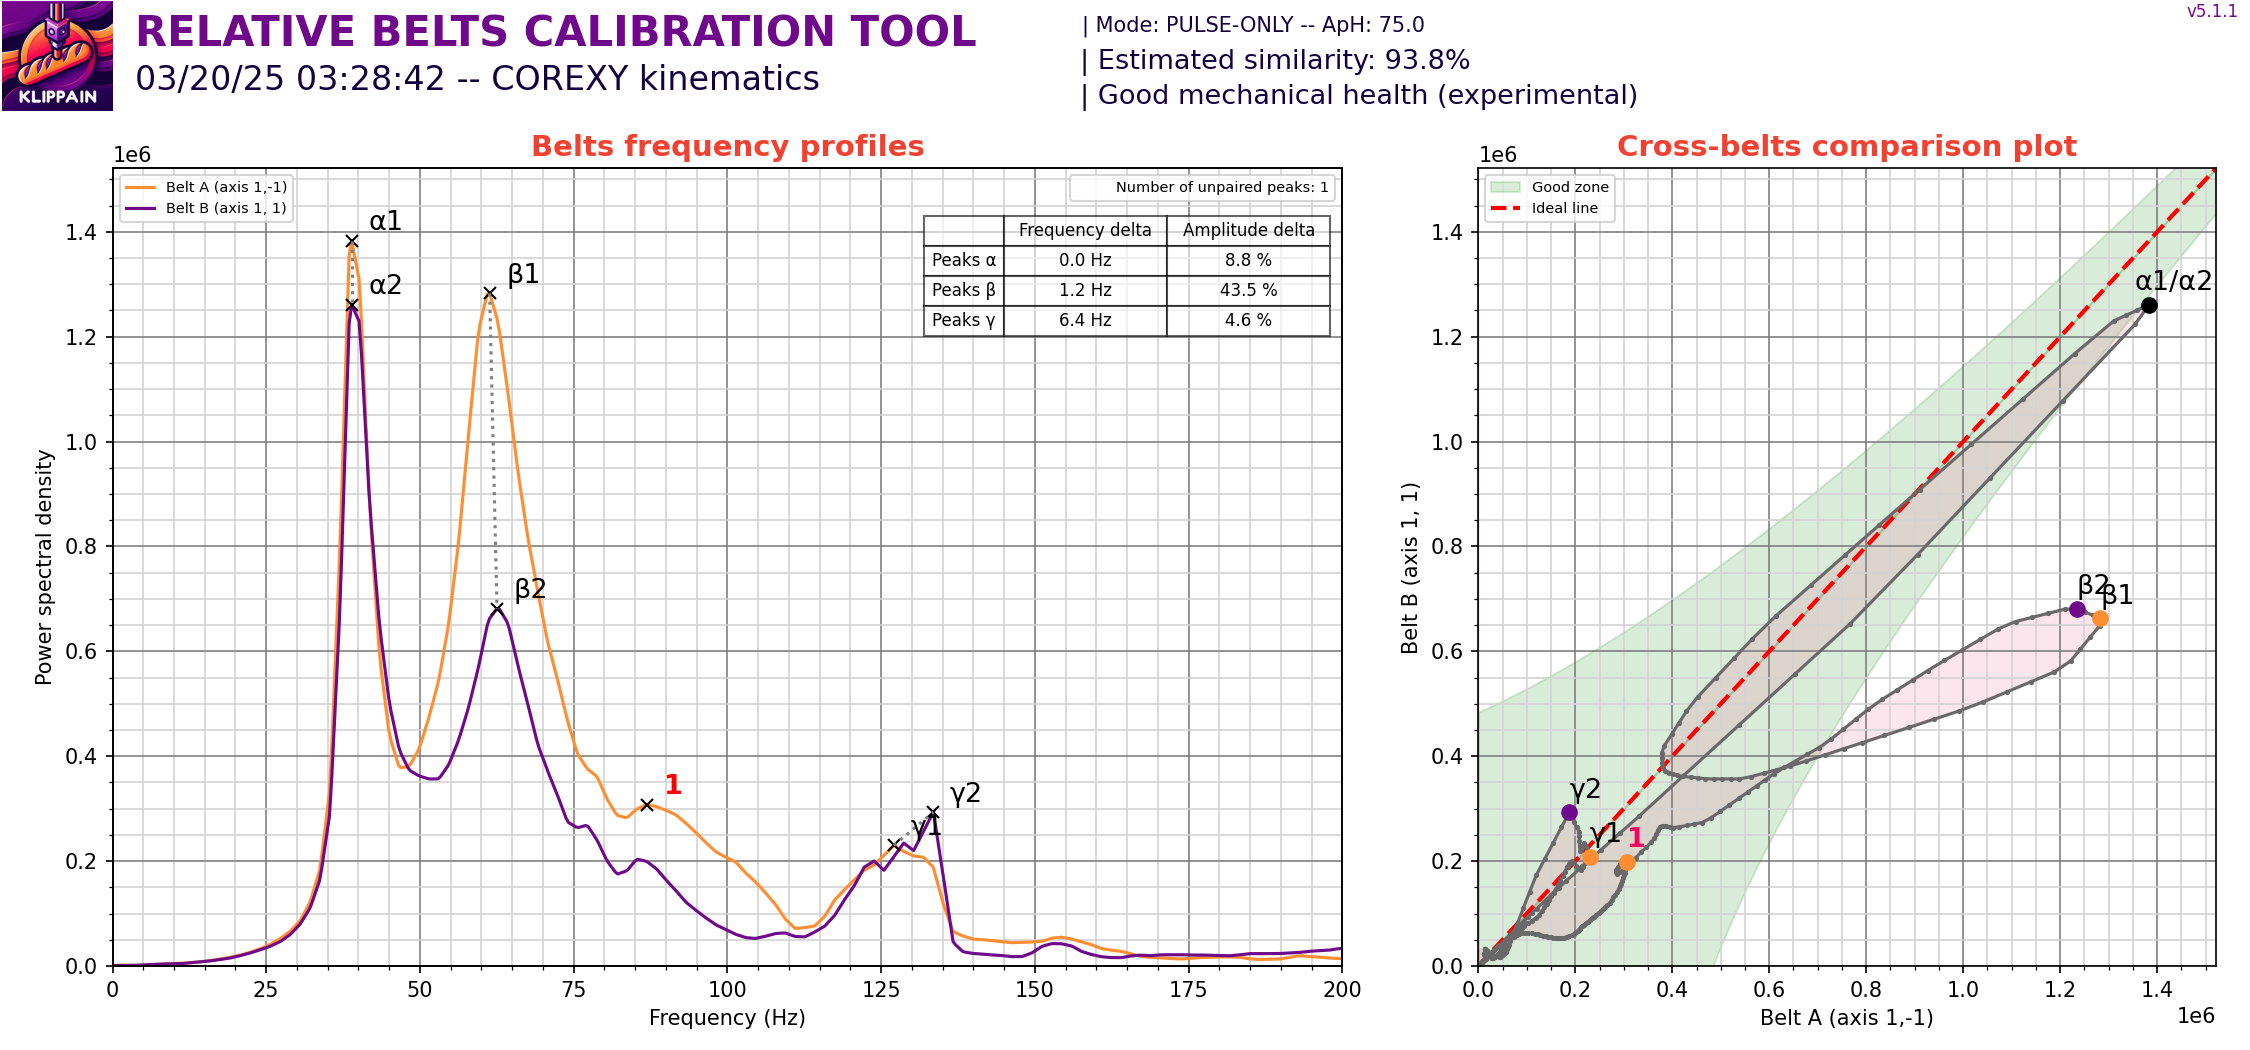 KLIPPAIN
RELATIVE BELTS CALIBRATION TOOL
03/20/25 03:28:42 -- COREXY kinematics
| Mode: PULSE-ONLY -- ApH: 75.0
| Estimated similarity: 93.8%
| Good mechanical health (experimental)
v5.1.1
Belts frequency profiles
1e6
Belt A (axis 1,-1)
Belt B (axis 1, 1)
Number of unpaired peaks: 1
Frequency delta Amplitude delta
Peaks α 0.0 Hz 8.8 %
Peaks β 1.2 Hz 43.5 %
Peaks γ 6.4 Hz 4.6 %
α1
α2
β1
β2
1
γ1
γ2
Power spectral density
1.4
1.2
1.0
0.8
0.6
0.4
0.2
0.0
0 25 50 75 100 125 150 175 200
Frequency (Hz)
Cross-belts comparison plot
1e6
Good zone
Ideal line
α1/α2
β2
β1
γ2
γ1
1
Belt B (axis 1, 1)
1.4
1.2
1.0
0.8
0.6
0.4
0.2
0.0
0.0 0.2 0.4 0.6 0.8 1.0 1.2 1.4
Belt A (axis 1,-1)
1e6